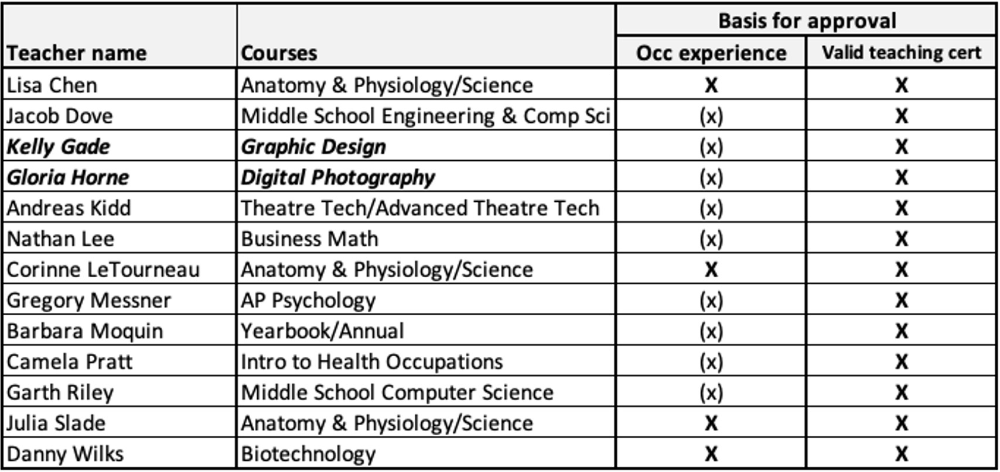 Basis for approval
Teacher name Courses Occ experience Valid teaching cert
Lisa Chen Anatomy & Physiology/Science X X
Jacob Dove Middle School Engineering & Comp Sci (x) X
Kelly Gade Graphic Design (x) X
Gloria Horne Digital Photography (x) X
Andreas Kidd Theatre Tech/Advanced Theatre Tech (x) X
Nathan Lee Business Math (x) X
Corinne LeTourneau Anatomy & Physiology/Science X X
Gregory Messner AP Psychology (x) X
Barbara Moquin Yearbook/Annual (x) X
Camela Pratt Intro to Health Occupations (x) X
Garth Riley Middle School Computer Science (x) X
Julia Slade Anatomy & Physiology/Science X X
Danny Wilks Biotechnology X X